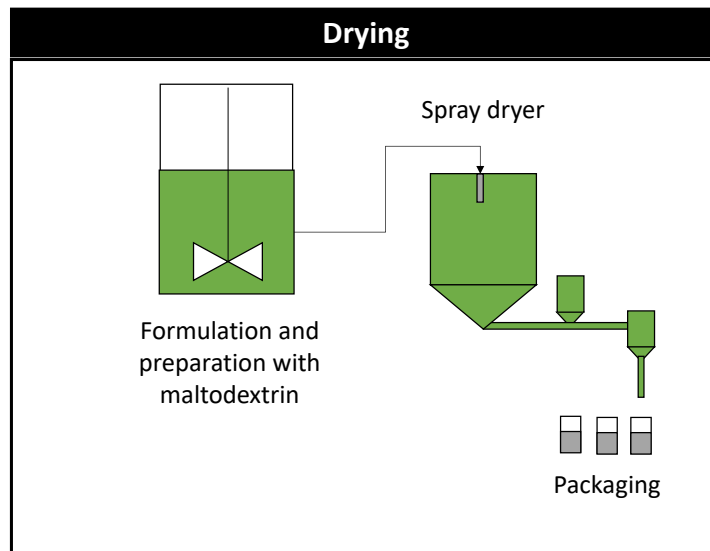 Drying
Spray dryer
Formulation and
preparation with
maltodextrin
Packaging